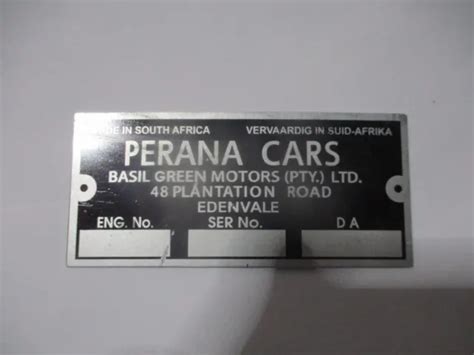 MADE IN SOUTH AFRICA VERVAARDIG IN SUID-AFRIKA
PERANA CARS
BASIL GREEN MOTORS (PTY.) LTD.
48 PLANTATION ROAD
EDENVALE
ENG. No. SER No. D A